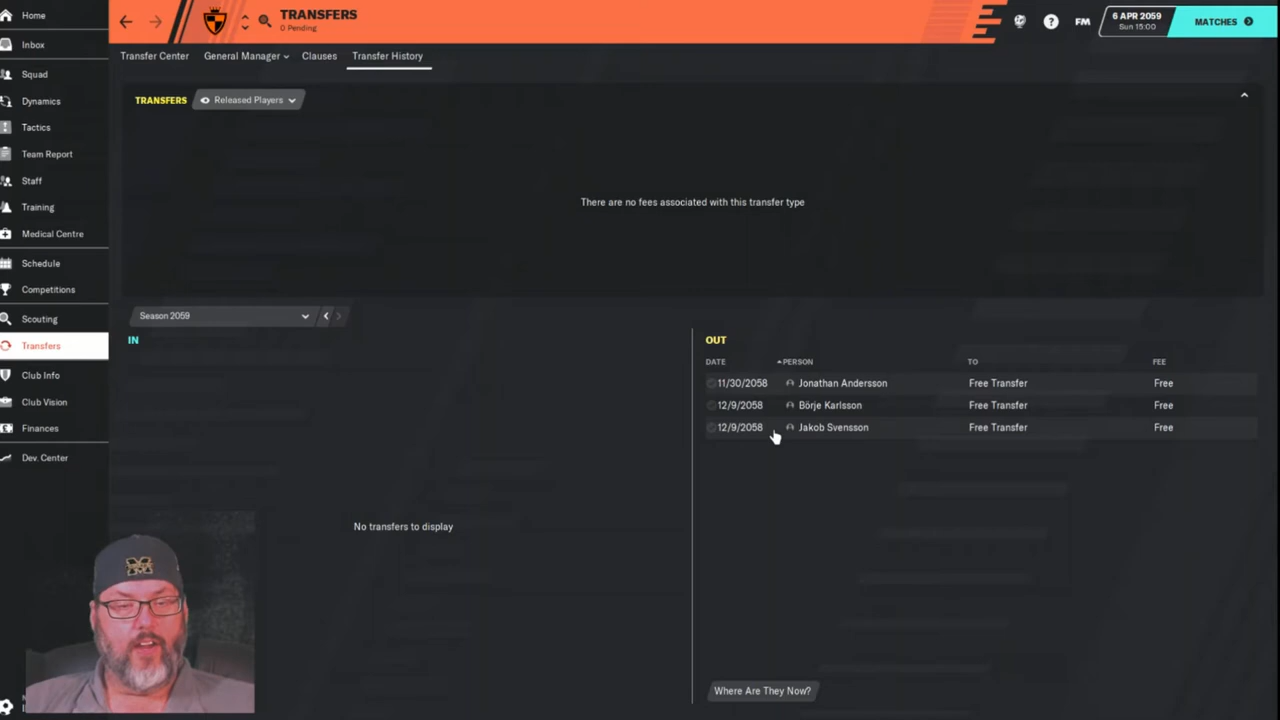 Home
Inbox
Squad
Dynamics
Tactics
Team Report
Staff
Training
Medical Centre
Schedule
Competitions
Scouting
Transfers
Club Info
Club Vision
Finances
Dev. Center
TRANSFERS
0 Pending
FM
6 APR 2059
Sun 15:00
MATCHES
Transfer Center
General Manager
Clauses
Transfer History
TRANSFERS
Released Players
There are no fees associated with this transfer type
Season 2059
IN
No transfers to display
OUT
DATE PERSON TO FEE
11/30/2058 Jonathan Andersson Free Transfer Free
12/9/2058 Börje Karlsson Free Transfer Free
12/9/2058 Jakob Svensson Free Transfer Free
Where Are They Now?